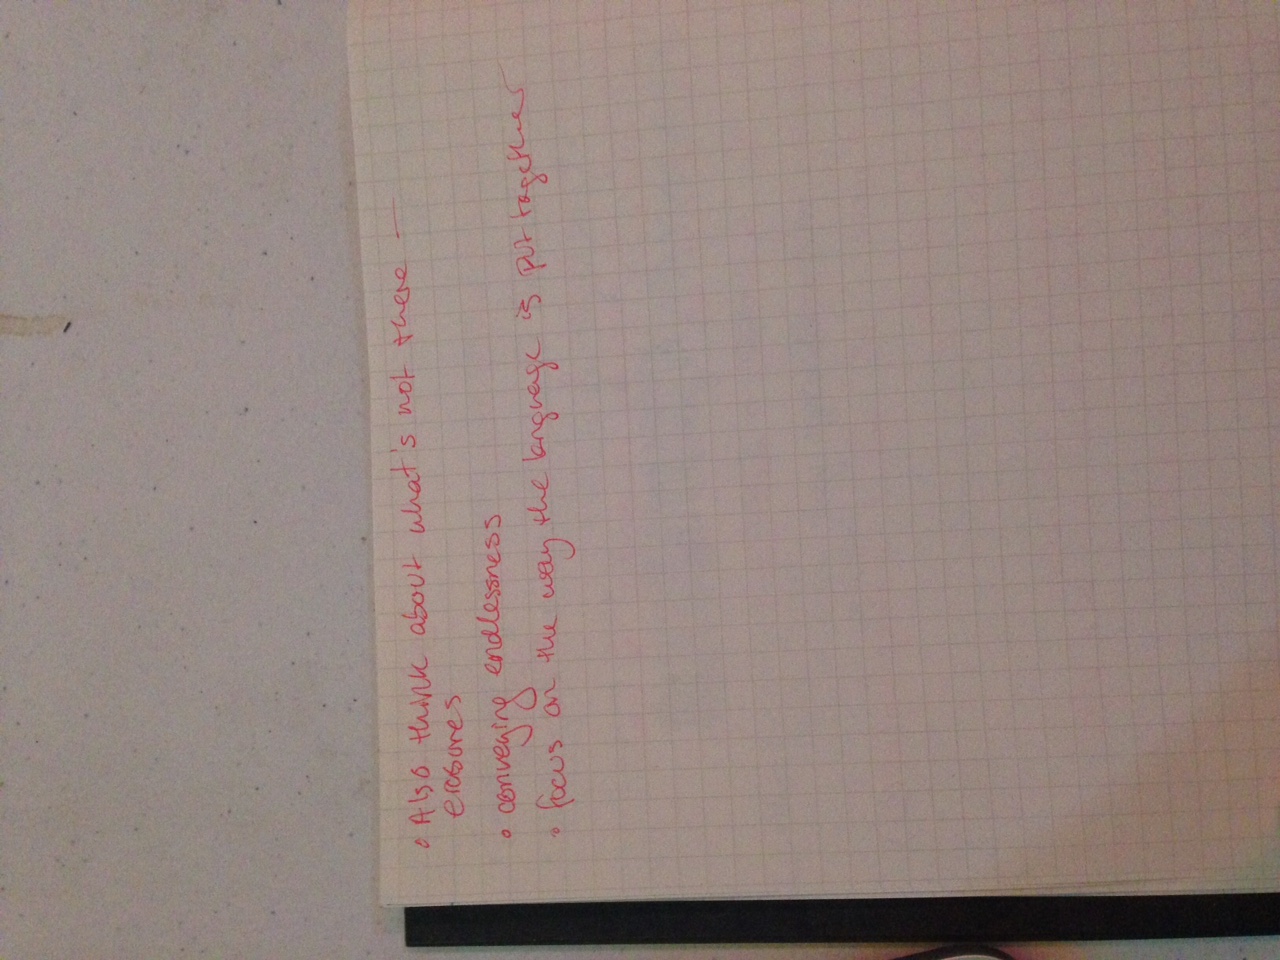 ◦ Also think about what's not there —
erasures
◦ conveying endlessness
◦ focus on the way the language is put together